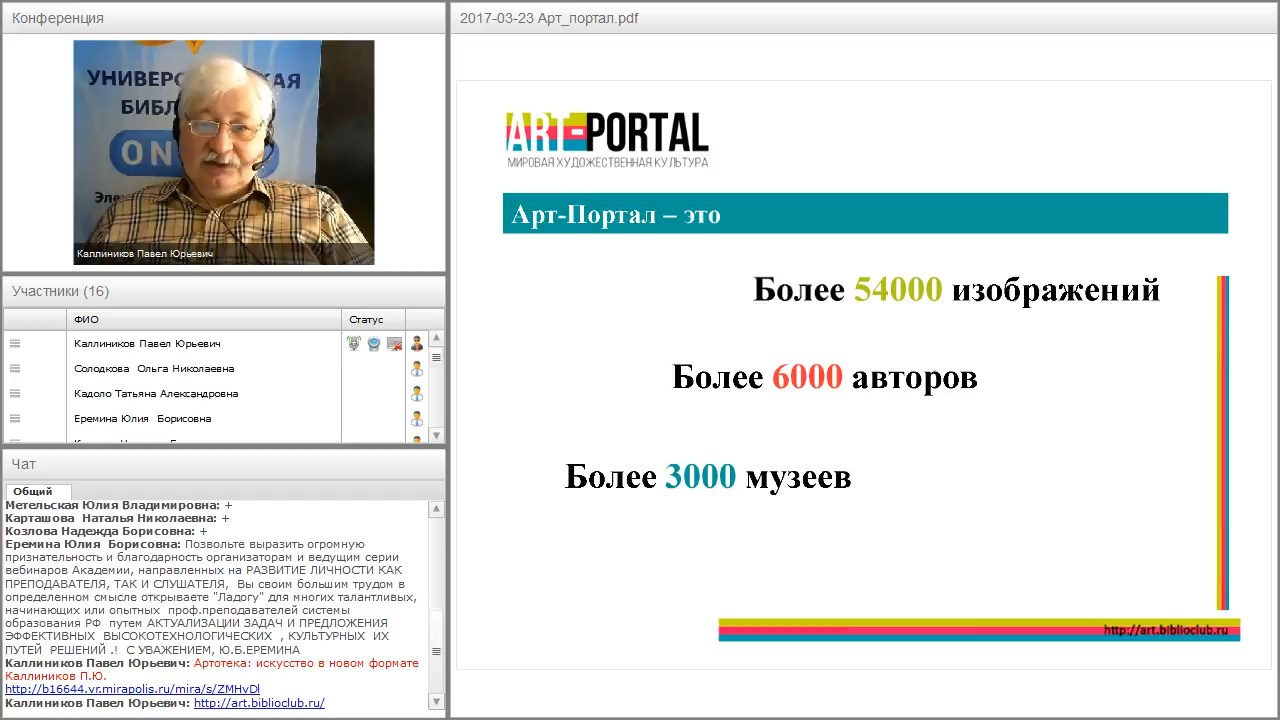 Конференция
УНИВЕРС
КАЯ
БИБЛ
ON
Эле
Каллиников Павел Юрьевич
Участники (16)
ФИО
Статус
Каллиников Павел Юрьевич
Солодкова Ольга Николаевна
Кадоло Татьяна Александровна
Еремина Юлия Борисовна
Чат
Общий
Метельская Юлия Владимировна: +
Карташова Наталья Николаевна: +
Козлова Надежда Борисовна: +
Еремина Юлия Борисовна: Позвольте выразить огромную
признательность и благодарность организаторам и ведущим серии
вебинаров Академии, направленных на РАЗВИТИЕ ЛИЧНОСТИ КАК
ПРЕПОДАВАТЕЛЯ, ТАК И СЛУШАТЕЛЯ, Вы своим большим трудом в
определенном смысле открываете "Ладогу" для многих талантливых,
начинающих или опытных проф.преподавателей системы
образования РФ путем АКТУАЛИЗАЦИИ ЗАДАЧ И ПРЕДЛОЖЕНИЯ
ЭФФЕКТИВНЫХ ВЫСОКОТЕХНОЛОГИЧЕСКИХ , КУЛЬТУРНЫХ ИХ
ПУТЕЙ РЕШЕНИЙ .! С УВАЖЕНИЕМ, Ю.Б.ЕРЕМИНА
Каллиников Павел Юрьевич: Артотека: искусство в новом формате
Каллиников П.Ю.
http://b16644.vr.mirapolis.ru/mira/s/ZMHvDl
Каллиников Павел Юрьевич: http://art.biblioclub.ru/
2017-03-23 Арт_портал.pdf
ART-PORTAL
МИРОВАЯ ХУДОЖЕСТВЕННАЯ КУЛЬТУРА
Арт-Портал – это
Более 54000 изображений
Более 6000 авторов
Более 3000 музеев
http://art.biblioclub.ru